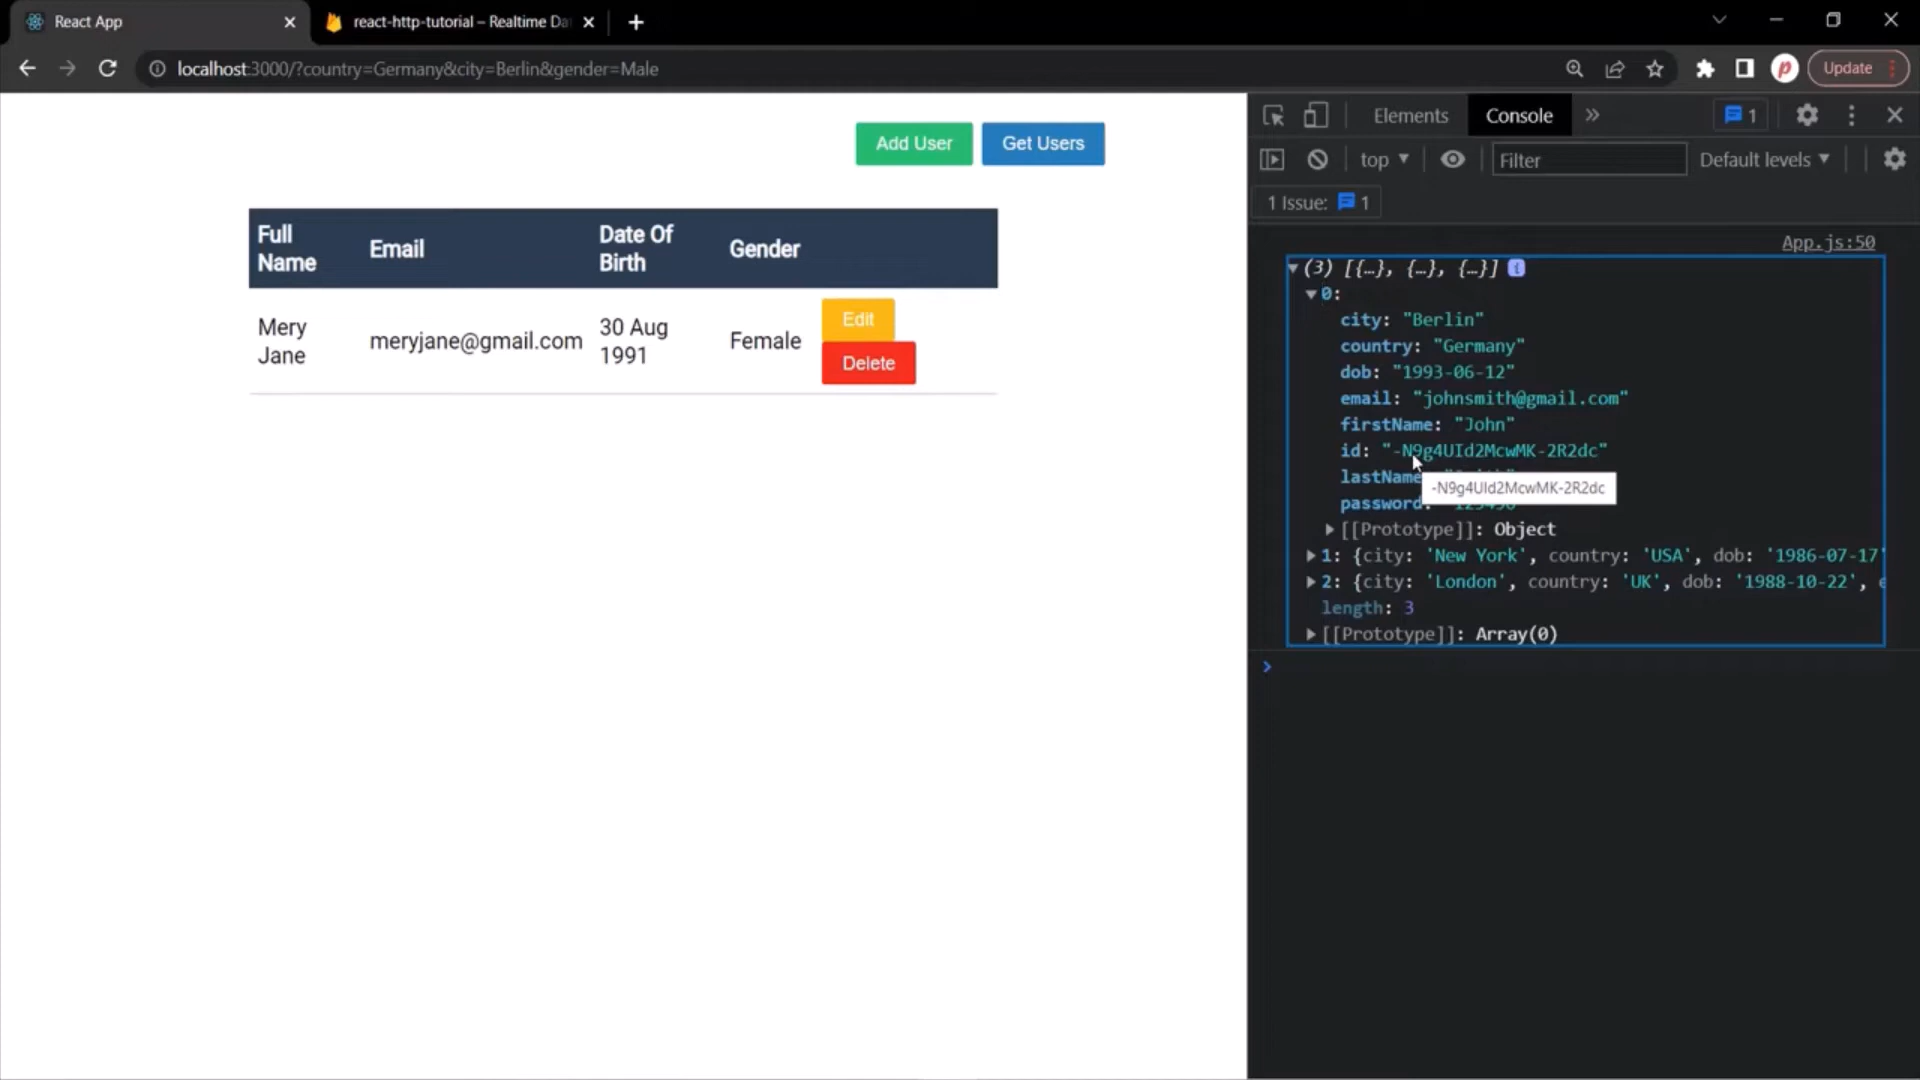 React App
react-http-tutorial – Realtime Da
localhost:3000/?country=Germany&city=Berlin&gender=Male
Update
Add User
Get Users
Full Name
Email
Date Of Birth
Gender
Mery Jane
meryjane@gmail.com
30 Aug 1991
Female
Edit
Delete
Elements
Console
1
top
Filter
Default levels
1 Issue: 1
App.js:50
(3) [{…}, {…}, {…}]
0:
city: "Berlin"
country: "Germany"
dob: "1993-06-12"
email: "johnsmith@gmail.com"
firstName: "John"
id: "-N9g4UId2McwMK-2R2dc"
lastName
-N9g4UId2McwMK-2R2dc
password:
[[Prototype]]: Object
1: {city: 'New York', country: 'USA', dob: '1986-07-17'
2: {city: 'London', country: 'UK', dob: '1988-10-22', e
length: 3
[[Prototype]]: Array(0)